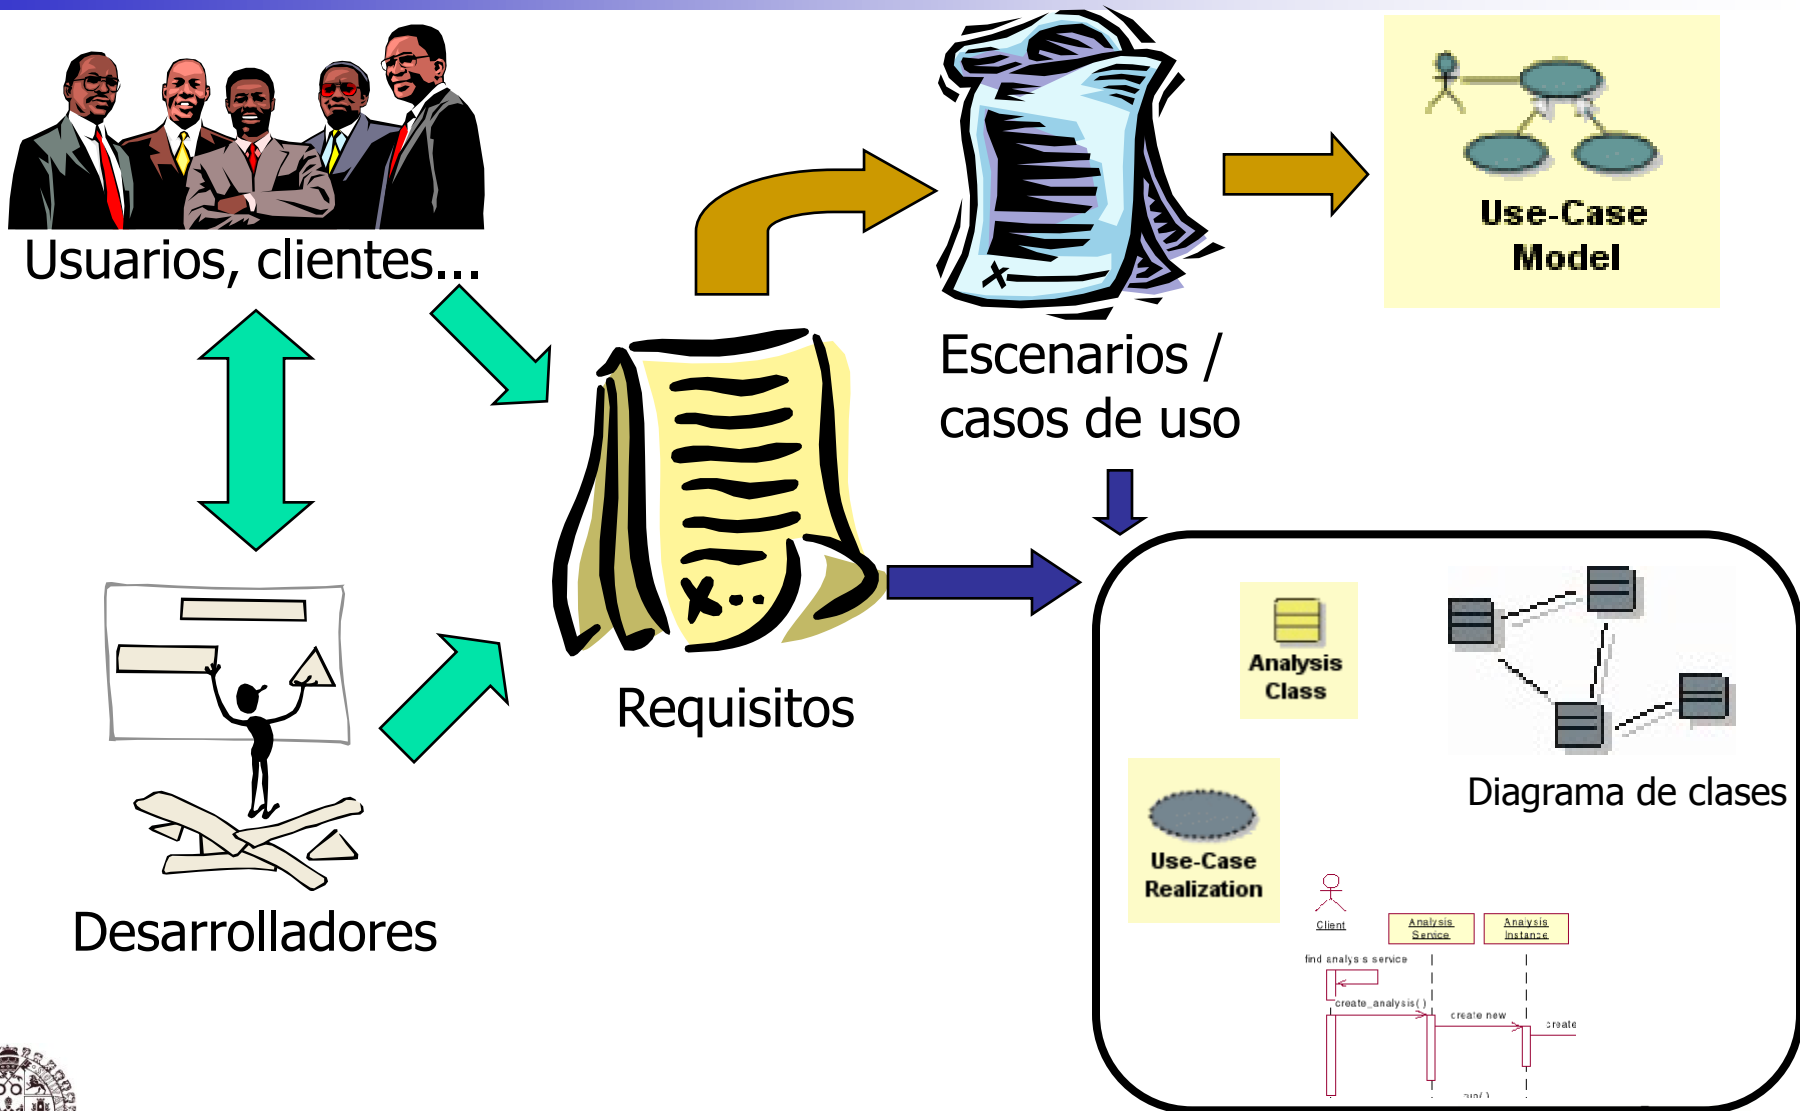 Usuarios, clientes...
Use-Case
Model
Escenarios /
casos de uso
Requisitos
Desarrolladores
Analysis
Class
Diagrama de clases
Use-Case
Realization
Client
Analysis
Service
Analysis
Instance
find analysis service
create_analysis()
create new
create